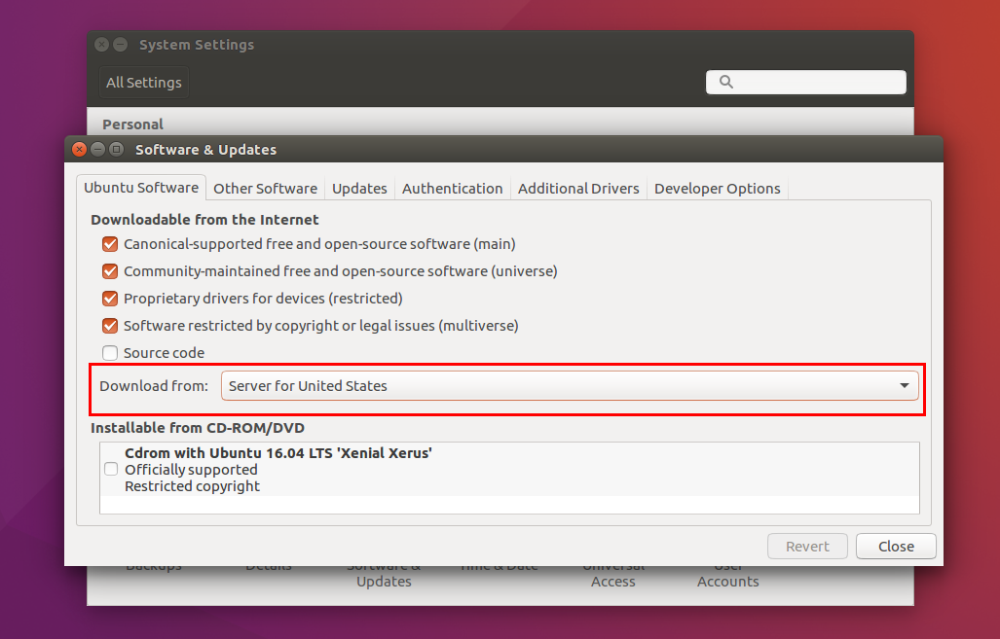 System Settings
All Settings
Personal
Software & Updates
Ubuntu Software Other Software Updates Authentication Additional Drivers Developer Options
Downloadable from the Internet
Canonical-supported free and open-source software (main)
Community-maintained free and open-source software (universe)
Proprietary drivers for devices (restricted)
Software restricted by copyright or legal issues (multiverse)
Source code
Download from: Server for United States
Installable from CD-ROM/DVD
Cdrom with Ubuntu 16.04 LTS 'Xenial Xerus'
Officially supported
Restricted copyright
Revert Close
Backups Details Software & Time & Date Universal User
Updates Access Accounts